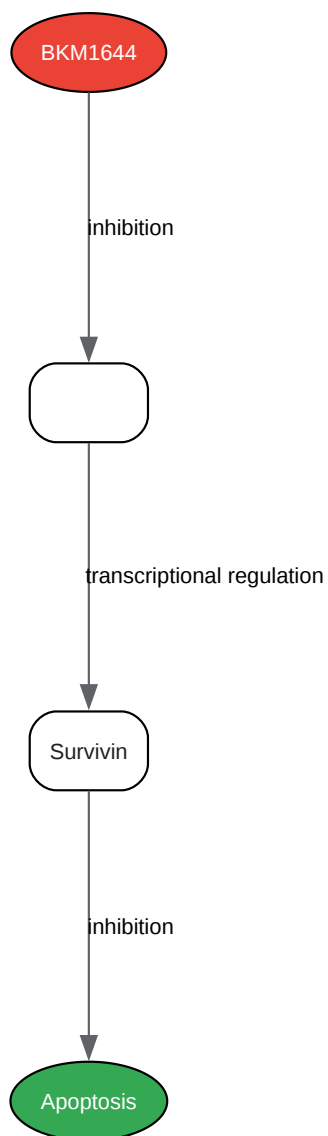 BKM1644
inhibition
transcriptional regulation
Survivin
inhibition
Apoptosis